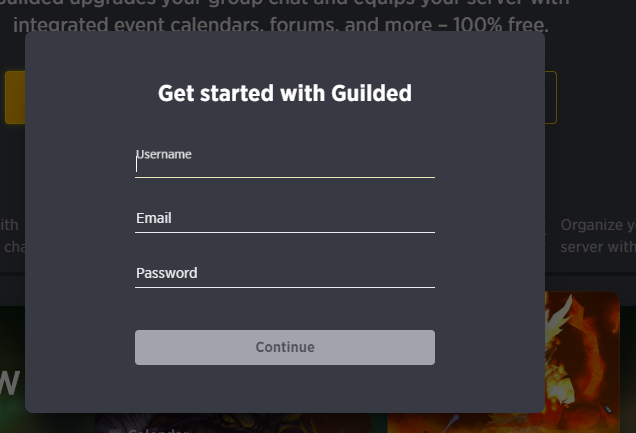 Guilded upgrades your group chat and equips your server with
integrated event calendars, forums, and more – 100% free.
Get started with Guilded
Username
Email
Password
Continue
ith
cha
Organize y
server with
W
Calendar